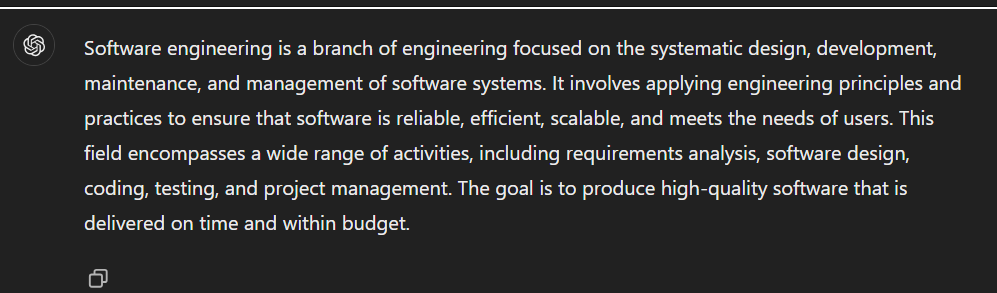 Software engineering is a branch of engineering focused on the systematic design, development,
maintenance, and management of software systems. It involves applying engineering principles and
practices to ensure that software is reliable, efficient, scalable, and meets the needs of users. This
field encompasses a wide range of activities, including requirements analysis, software design,
coding, testing, and project management. The goal is to produce high-quality software that is
delivered on time and within budget.